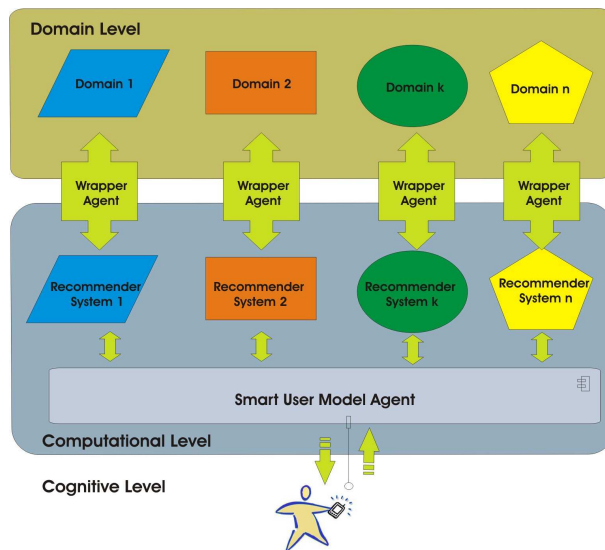 Domain Level
Domain 1
Domain 2
Domain k
Domain n
Wrapper
Agent
Wrapper
Agent
Wrapper
Agent
Wrapper
Agent
Recommender
System 1
Recommender
System 2
Recommender
System k
Recommender
System n
Smart User Model Agent
Computational Level
Cognitive Level